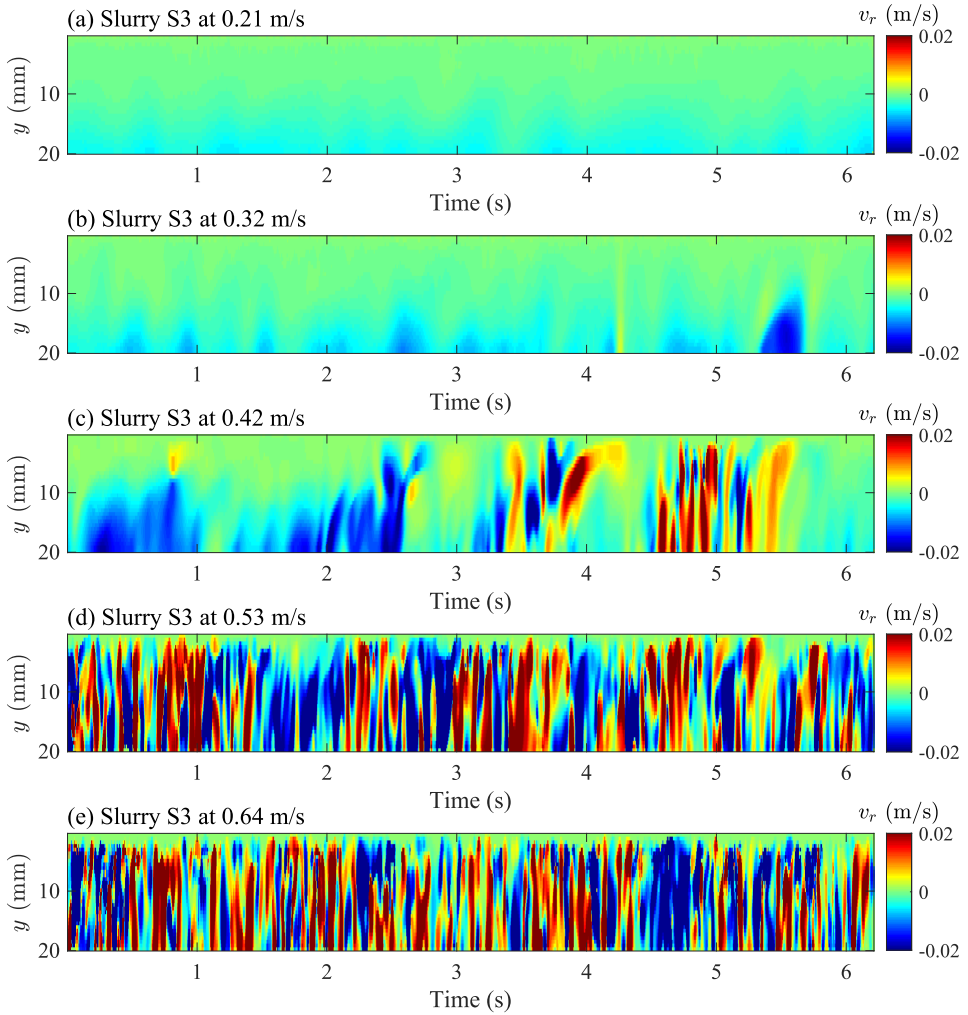 (a) Slurry S3 at 0.21 m/s
v_r (m/s)
0.02
0
-0.02
y (mm)
10
20
1 2 3 4 5 6
Time (s)
(b) Slurry S3 at 0.32 m/s
v_r (m/s)
0.02
0
-0.02
y (mm)
10
20
1 2 3 4 5 6
Time (s)
(c) Slurry S3 at 0.42 m/s
v_r (m/s)
0.02
0
-0.02
y (mm)
10
20
1 2 3 4 5 6
Time (s)
(d) Slurry S3 at 0.53 m/s
v_r (m/s)
0.02
0
-0.02
y (mm)
10
20
1 2 3 4 5 6
Time (s)
(e) Slurry S3 at 0.64 m/s
v_r (m/s)
0.02
0
-0.02
y (mm)
10
20
1 2 3 4 5 6
Time (s)